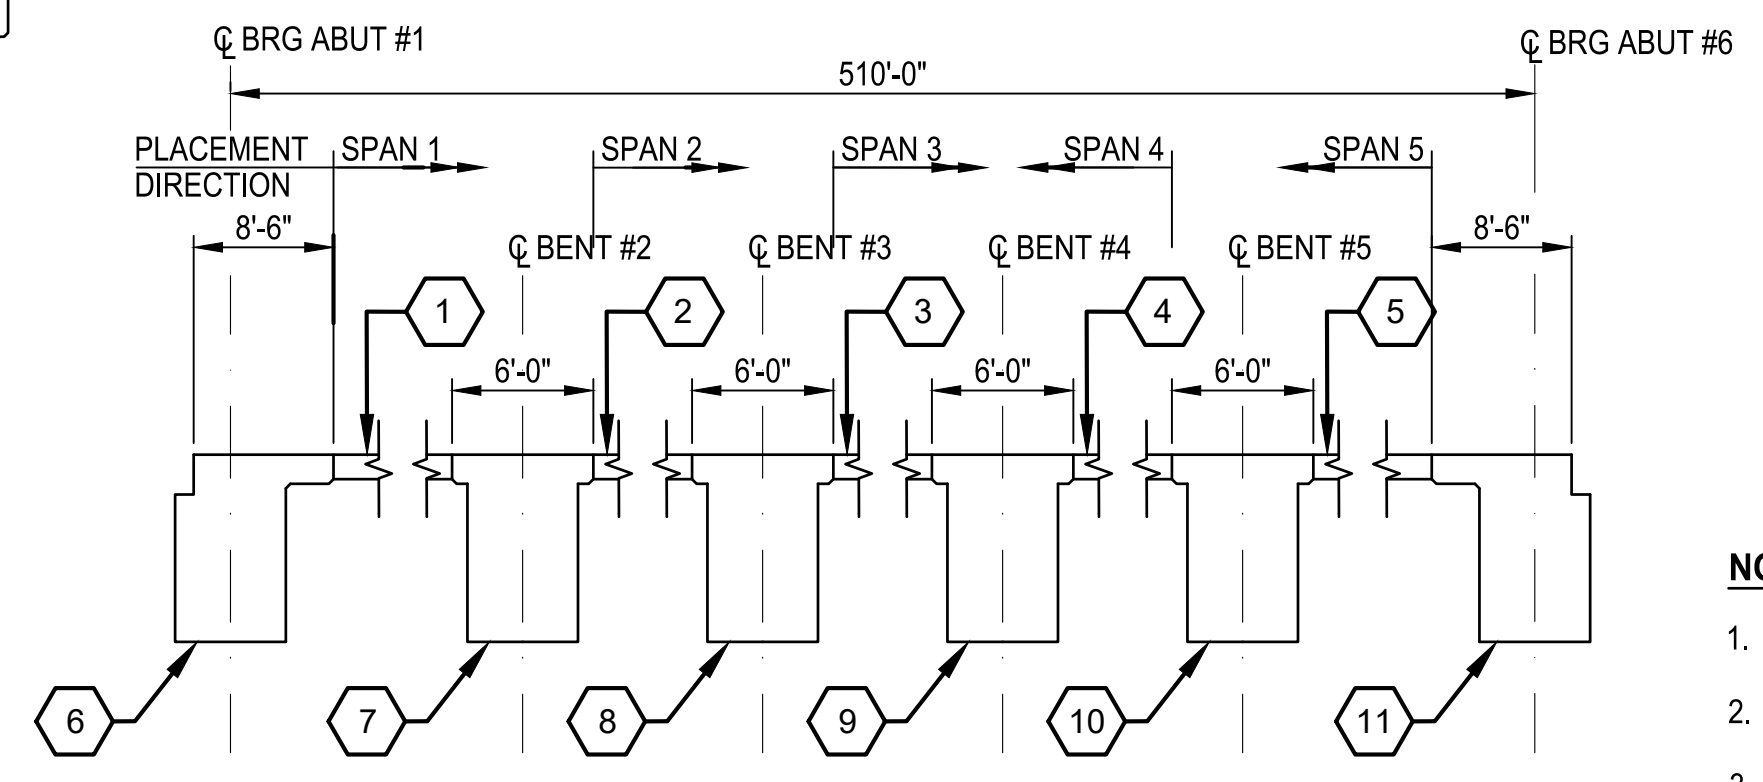 ℄ BRG ABUT #1
℄ BRG ABUT #6
510'-0"
PLACEMENT
DIRECTION
SPAN 1
SPAN 2
SPAN 3
SPAN 4
SPAN 5
8'-6"
8'-6"
℄ BENT #2
℄ BENT #3
℄ BENT #4
℄ BENT #5
1
2
3
4
5
6'-0"
6'-0"
6'-0"
6'-0"
6
7
8
9
10
11
1.
2.